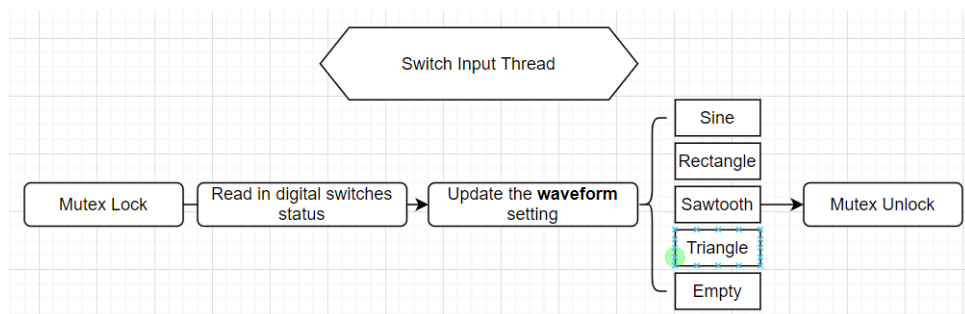 Switch Input Thread
Mutex Lock
Read in digital switches
status
Update the waveform
setting
Sine
Rectangle
Sawtooth
Triangle
Empty
Mutex Unlock